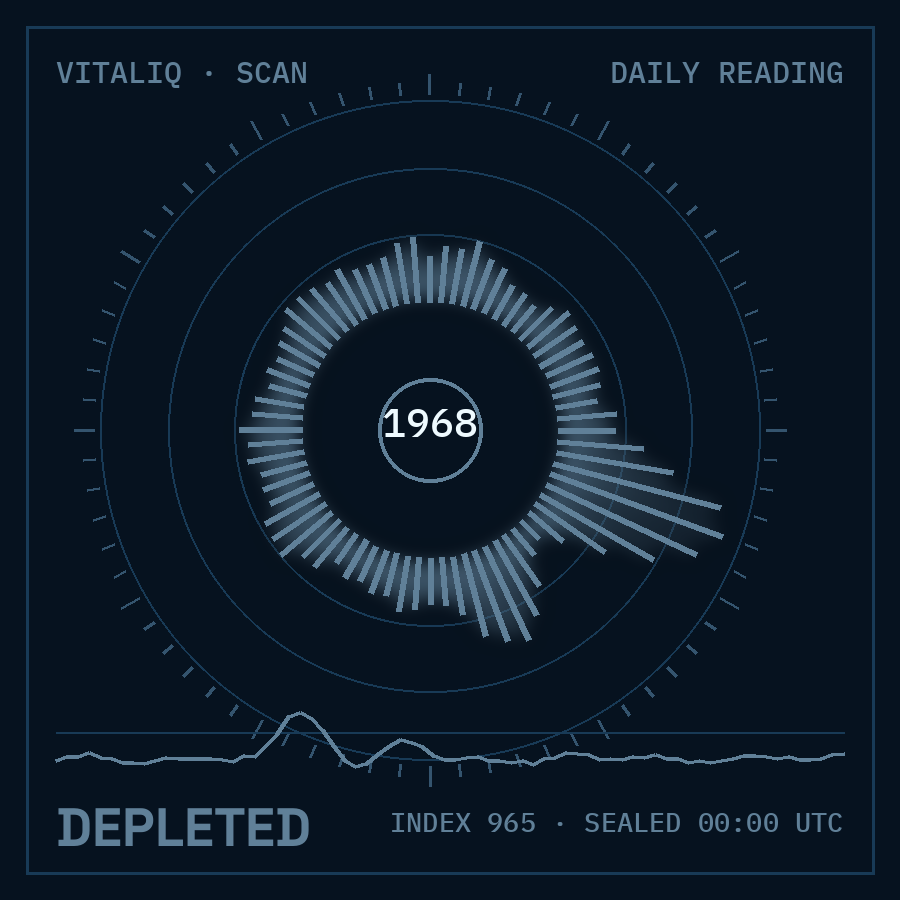 VITALIQ · SCAN
DAILY READING
1968
DEPLETED
INDEX 965 · SEALED 00:00 UTC